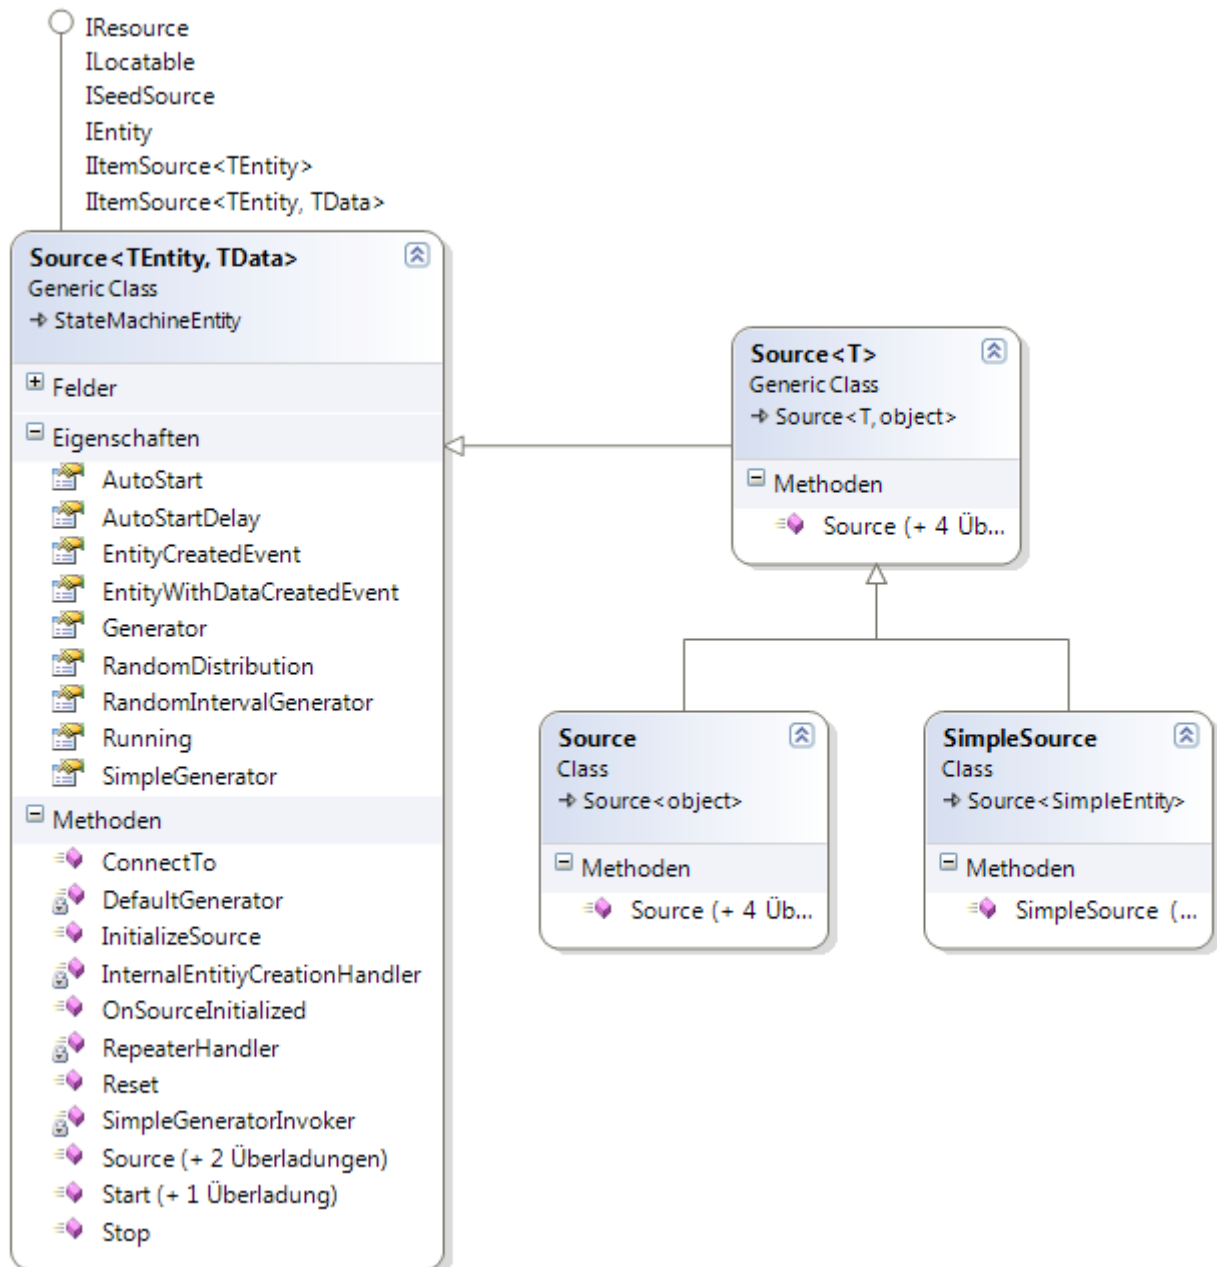 IResource
ILocatable
ISeedSource
IEntity
IItemSource<TEntity>
IItemSource<TEntity, TData>
Source<TEntity, TData>
Generic Class
StateMachineEntity
Felder
Eigenschaften
AutoStart
AutoStartDelay
EntityCreatedEvent
EntityWithDataCreatedEvent
Generator
RandomDistribution
RandomIntervalGenerator
Running
SimpleGenerator
Methoden
ConnectTo
DefaultGenerator
InitializeSource
InternalEntitiyCreationHandler
OnSourceInitialized
RepeaterHandler
Reset
SimpleGeneratorInvoker
Source (+ 2 Überladungen)
Start (+ 1 Überladung)
Stop
Source<T>
Generic Class
Source<T, object>
Methoden
Source (+ 4 Üb...
Source
Class
Source<object>
Methoden
Source (+ 4 Üb...
SimpleSource
Class
Source<SimpleEntity>
Methoden
SimpleSource (...